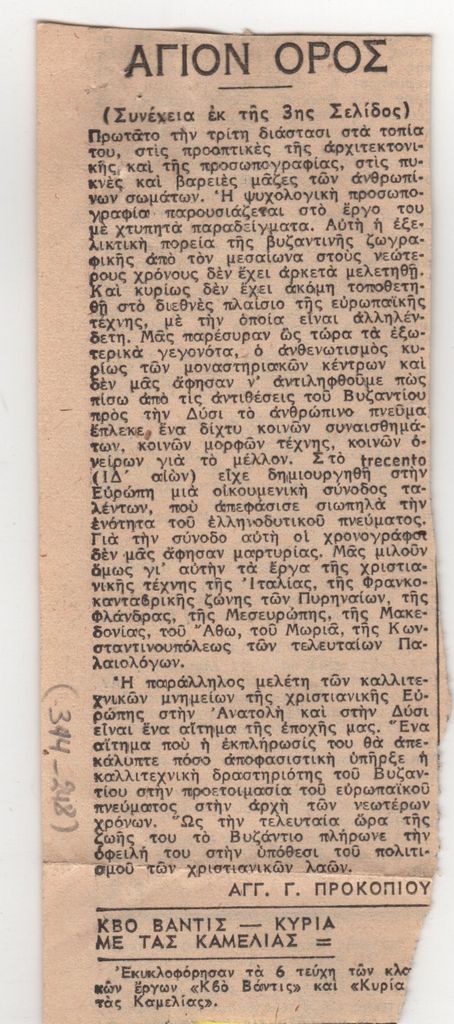 ΑΓΙΟΝ ΟΡΟΣ
(Συνέχεια ἐκ τῆς 3ης Σελίδος)
Πρωτᾶτο τὴν τρίτη διάστασι στὰ τοπία
του, στὶς προοπτικὲς τῆς ἀρχιτεκτονι-
κῆς καὶ τῆς προσωπογραφίας, στὶς πυ-
κνὲς καὶ βαρειὲς μᾶζες τῶν ἀνθρωπί-
νων σωμάτων. Ἡ ψυχολογικὴ προσωπο-
γραφία παρουσιάζεται στὸ ἔργο του
μὲ χτυπητὰ παραδείγματα. Αὐτὴ ἡ ἐξε-
λικτικὴ πορεία τῆς βυζαντινῆς ζωγρα-
φικῆς ἀπὸ τὸν μεσαίωνα στοὺς νεωτέ-
ρους χρόνους δὲν ἔχει ἀρκετὰ μελετηθῆ.
Καὶ κυρίως δὲν ἔχει ἀκόμη τοποθετη-
θῆ στὸ διεθνὲς πλαίσιο τῆς εὐρωπαϊκῆς
τέχνης, μὲ τὴν ὁποία εἶναι ἀλληλέν-
δετη. Μᾶς παρέσυραν ὣς τώρα τὰ ἐξω-
τερικὰ γεγονότα, ὁ ἀνθενωτισμὸς κυ-
ρίως τῶν μοναστηριακῶν κέντρων καὶ
δὲν μᾶς ἄφησαν ν' ἀντιληφθοῦμε πὼς
πίσω ἀπὸ τὶς ἀντιθέσεις τοῦ Βυζαντίου
πρὸς τὴν Δύσι τὸ ἀνθρώπινο πνεῦμα
ἔπλεκε ἕνα δίχτυ κοινῶν συναισθημά-
των, κοινῶν μορφῶν τέχνης, κοινῶν ὀ-
νείρων γιὰ τὸ μέλλον. Στὸ trecento
(ΙΔ' αἰὼν) εἶχε δημιουργηθῆ στὴν
Εὐρώπη μιὰ οἰκουμενικὴ σύνοδος τα-
λέντων, ποὺ ἀπεφάσισε σιωπηλὰ τὴν
ἑνότητα τοῦ ἑλληνοδυτικοῦ πνεύματος.
Γιὰ τὴν σύνοδο αὐτὴ οἱ χρονογράφοι
δὲν μᾶς ἄφησαν μαρτυρίας. Μᾶς μιλοῦν
ὅμως γι' αὐτὴν τὰ ἔργα τῆς χριστια-
νικῆς τέχνης τῆς Ἰταλίας, τῆς Φρανκο-
κανταβρικῆς ζώνης τῶν Πυρηναίων, τῆς
Φλάνδρας, τῆς Μεσευρώπης, τῆς Μακε-
δονίας, τοῦ Ἄθω, τοῦ Μωριᾶ, τῆς Κων-
σταντινουπόλεως τῶν τελευταίων Πα-
λαιολόγων.
Ἡ παράλληλος μελέτη τῶν καλλιτε-
χνικῶν μνημείων τῆς χριστιανικῆς Εὐ-
ρώπης στὴν Ἀνατολὴ καὶ στὴν Δύσι
εἶναι ἕνα αἴτημα τῆς ἐποχῆς μας. Ἕνα
αἴτημα ποὺ ἡ ἐκπλήρωσίς του θὰ ἀπε-
κάλυπτε πόσο ἀποφασιστικὴ ὑπῆρξε ἡ
καλλιτεχνικὴ δραστηριότης τοῦ Βυζαν-
τίου στὴν προετοιμασία τοῦ εὐρωπαϊκοῦ
πνεύματος στὴν ἀρχὴ τῶν νεωτέρων
χρόνων. Ὣς τὴν τελευταία ὥρα τῆς
ζωῆς του τὸ Βυζάντιο πλήρωνε τὴν
ὀφειλή του στὴν ὑπόθεσι τοῦ πολιτι-
σμοῦ τῶν χριστιανικῶν λαῶν.
ΑΓΓ. Γ. ΠΡΟΚΟΠΙΟΥ
(344-248)
ΚΒΟ ΒΑΝΤΙΣ — ΚΥΡΙΑ
ΜΕ ΤΑΣ ΚΑΜΕΛΙΑΣ =
Ἐκυκλοφόρησαν τὰ 6 τεύχη τῶν κλα
κῶν ἔργων «Κβὸ Βάντις» καὶ «Κυρία
τὰς Καμελίας».